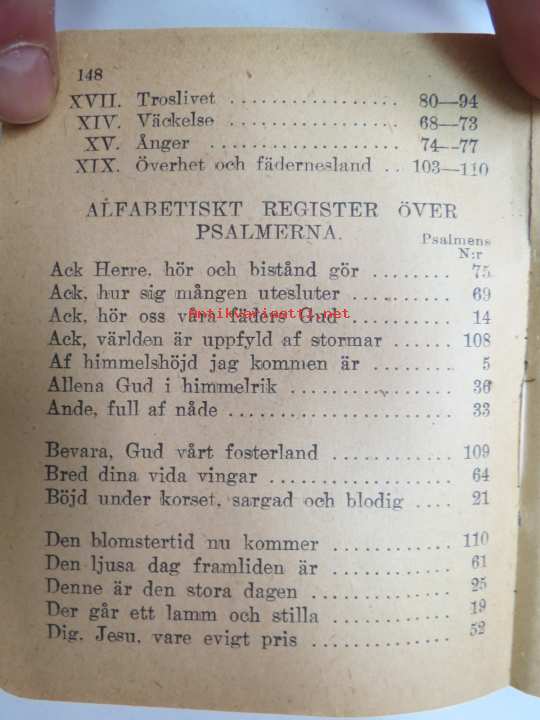 148
XVII. Troslivet .................. 80—94
XIV. Väckelse .................. 68—73
XV. Ånger .................. 74—77
XIX. Överhet och fädernesland .. 103—110
ALFABETISKT REGISTER ÖVER
PSALMERNA.
Psalmens
N:r
Ack Herre, hör och bistånd gör ........ 75
Ack, hur sig mången utesluter .......... 69
Ack, hör oss våra fäders Gud .......... 14
Antikvariaatti.net
Ack, världen är uppfyld af stormar ...... 108
Af himmelshöjd jag kommen är ........ 5
Allena Gud i himmelrik .............. 36
Ande, full af nåde .................. 33
Bevara, Gud vårt fosterland ............ 109
Bred dina vida vingar ................ 64
Böjd under korset, sargad och blodig .... 21
Den blomstertid nu kommer ............ 110
Den ljusa dag framliden är ............ 61
Denne är den stora dagen .............. 25
Der går ett lamm och stilla ............ 19
Dig, Jesu, vare evigt pris .............. 52